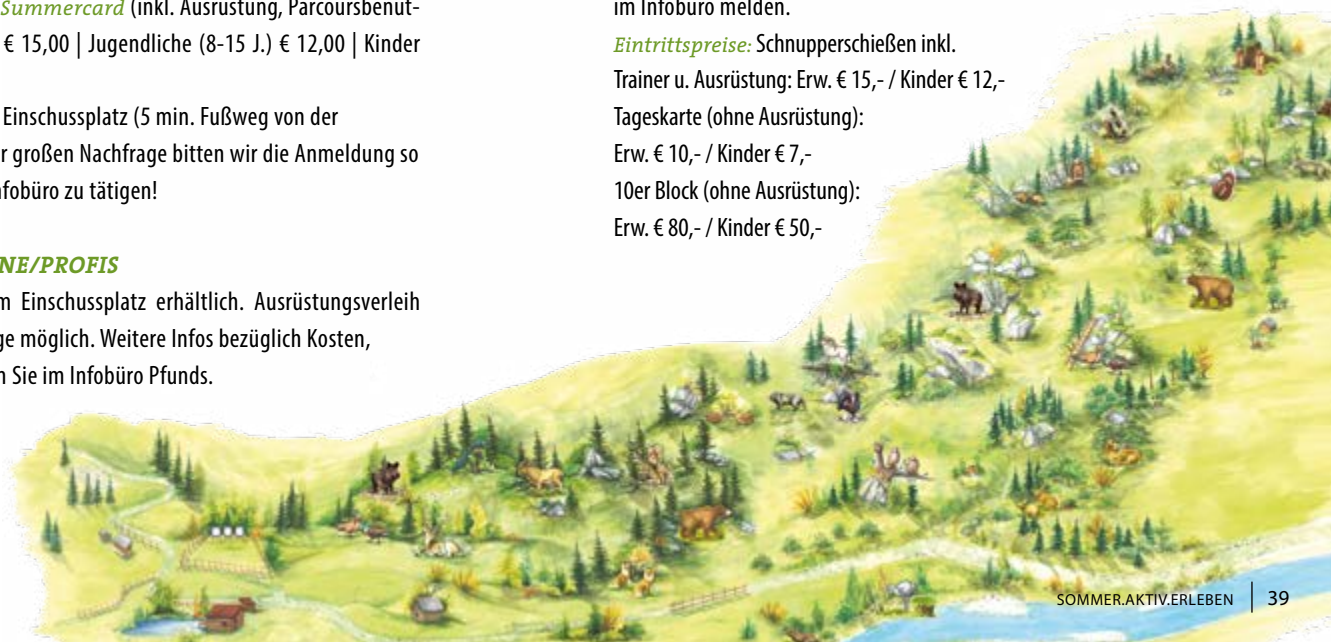 Summercard (inkl. Ausrüstung, Parcoursbenut-
€ 15,00 | Jugendliche (8-15 J.) € 12,00 | Kinder
Einschussplatz (5 min. Fußweg von der
r großen Nachfrage bitten wir die Anmeldung so
nfobüro zu tätigen!
NE/PROFIS
m Einschussplatz erhältlich. Ausrüstungsverleih
ge möglich. Weitere Infos bezüglich Kosten,
n Sie im Infobüro Pfunds.
im Infobüro melden.
Eintrittspreise: Schnupperschießen inkl.
Trainer u. Ausrüstung: Erw. € 15,- / Kinder € 12,-
Tageskarte (ohne Ausrüstung):
Erw. € 10,- / Kinder € 7,-
10er Block (ohne Ausrüstung):
Erw. € 80,- / Kinder € 50,-
SOMMER.AKTIV.ERLEBEN | 39